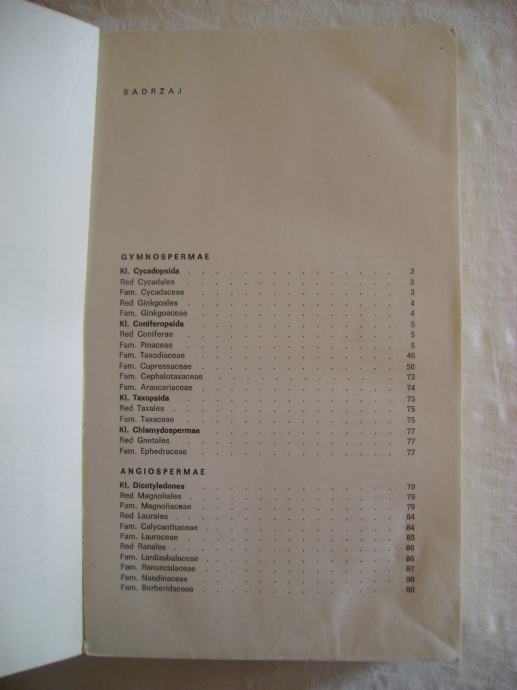 SADRŽAJ
GYMNOSPERMAE
Kl. Cycadopsida . . . . . . . . . . . . . . . 3
Red Cycadales . . . . . . . . . . . . . . . 3
Fam. Cycadaceae . . . . . . . . . . . . . . 3
Red Ginkgoales . . . . . . . . . . . . . . 4
Fam. Ginkgoaceae . . . . . . . . . . . . . . 4
Kl. Coniferopsida . . . . . . . . . . . . . . 5
Red Coniferae . . . . . . . . . . . . . . . 5
Fam. Pinaceae . . . . . . . . . . . . . . . 5
Fam. Taxodiaceae . . . . . . . . . . . . . . 46
Fam. Cupressaceae . . . . . . . . . . . . . . 50
Fam. Cephalotaxaceae . . . . . . . . . . . . . 73
Fam. Araucariaceae . . . . . . . . . . . . . . 74
Kl. Taxopsida . . . . . . . . . . . . . . . 75
Red Taxales . . . . . . . . . . . . . . . . 75
Fam. Taxaceae . . . . . . . . . . . . . . . 75
Kl. Chlamydospermae . . . . . . . . . . . . . 77
Red Gnetales . . . . . . . . . . . . . . . 77
Fam. Ephedraceae . . . . . . . . . . . . . . 77
ANGIOSPERMAE
Kl. Dicotyledones . . . . . . . . . . . . . . 79
Red Magnoliales . . . . . . . . . . . . . . 79
Fam. Magnoliaceae . . . . . . . . . . . . . . 79
Red Laurales . . . . . . . . . . . . . . . 84
Fam. Calycanthaceae . . . . . . . . . . . . . 84
Fam. Lauraceae . . . . . . . . . . . . . . . 85
Red Ranales . . . . . . . . . . . . . . . . 86
Fam. Lardizabalaceae . . . . . . . . . . . . . 86
Fam. Ranunculaceae . . . . . . . . . . . . . . 87
Fam. Nandinaceae . . . . . . . . . . . . . . 90
Fam. Berberidaceae . . . . . . . . . . . . . . 90